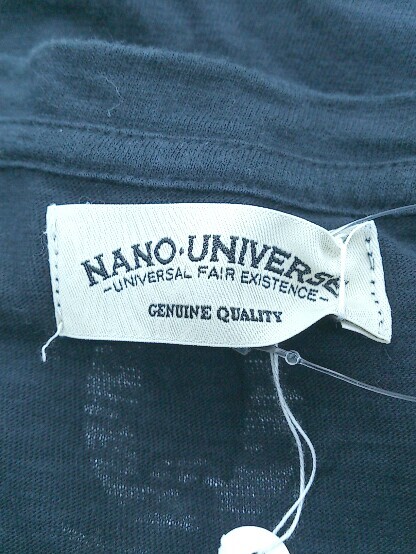 NANO·UNIVERSE
-UNIVERSAL FAIR EXISTENCE-
GENUINE QUALITY